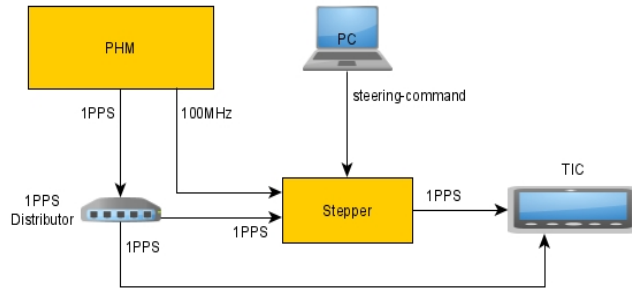 PHM
PC
1PPS
100MHz
steering-command
TIC
1PPS
Distributor
Stepper
1PPS
1PPS
1PPS